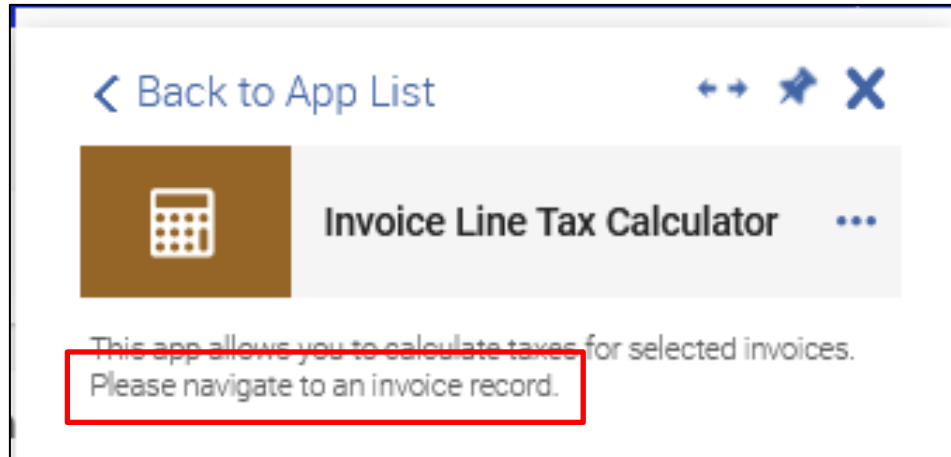 Back to App List
Invoice Line Tax Calculator
This app allows you to calculate taxes for selected invoices.
Please navigate to an invoice record.